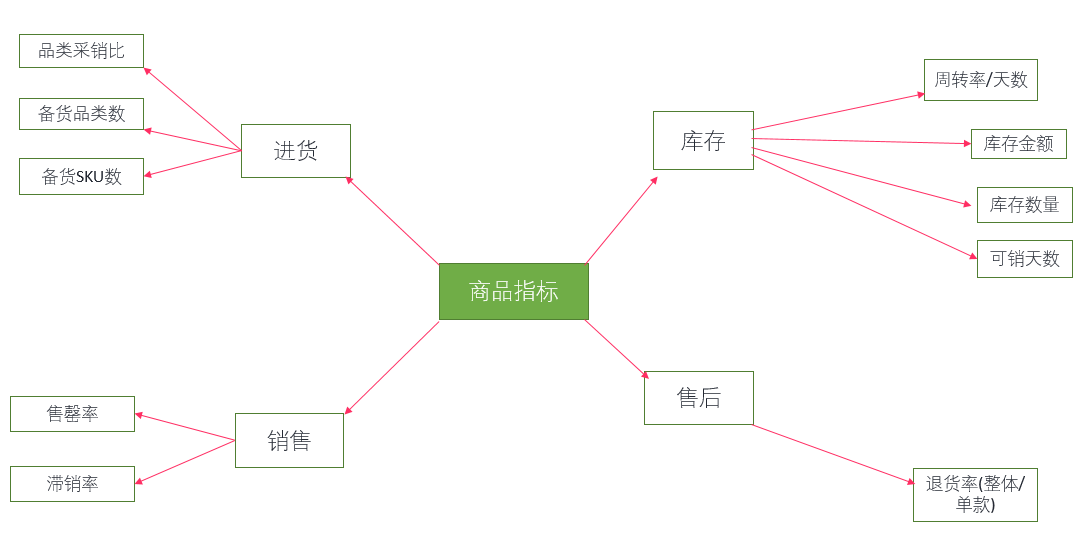 品类采销比
备货品类数
备货SKU数
进货
库存
周转率/天数
库存金额
库存数量
可销天数
商品指标
售罄率
滞销率
销售
售后
退货率(整体/
单款)